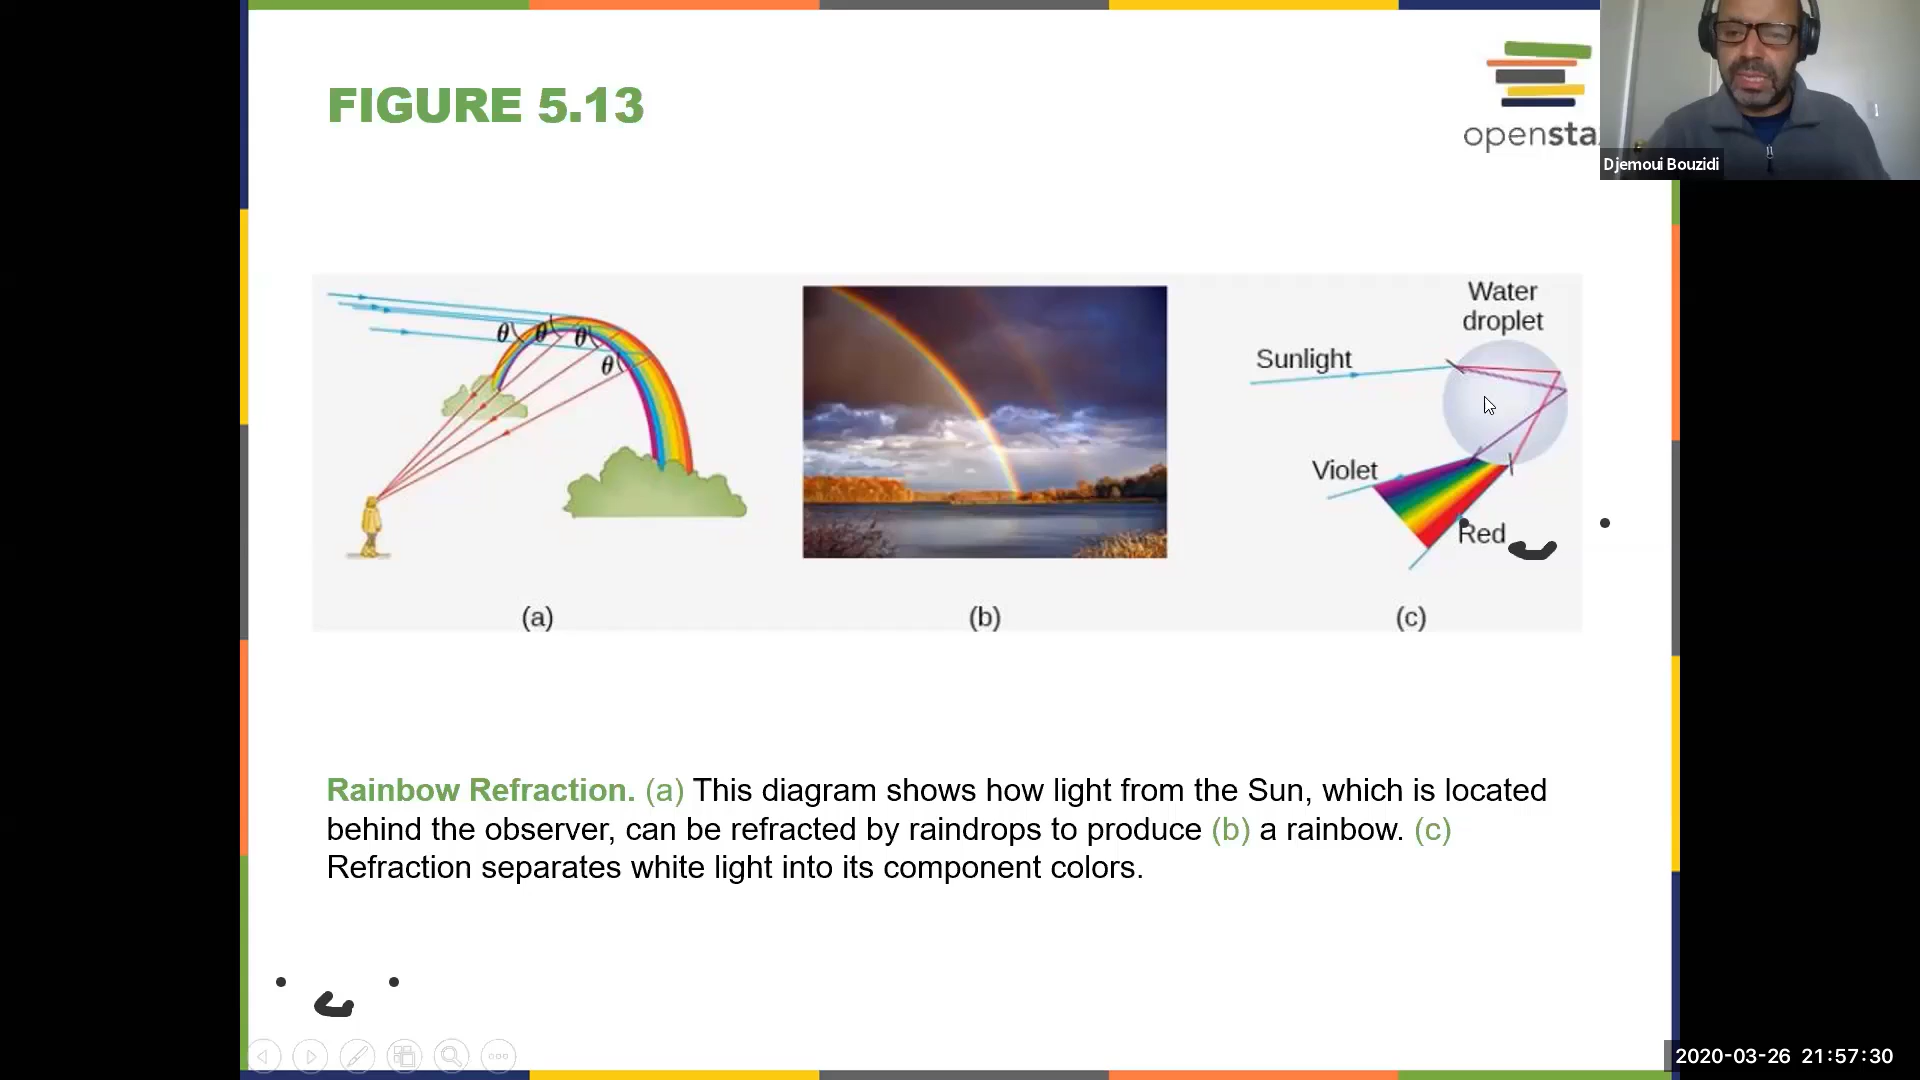 FIGURE 5.13
opensta
Djemoui Bouzidi
θ θ θ θ
(a)
(b)
Water
droplet
Sunlight
Violet
Red
(c)
Rainbow Refraction. (a) This diagram shows how light from the Sun, which is located
behind the observer, can be refracted by raindrops to produce (b) a rainbow. (c)
Refraction separates white light into its component colors.
2020-03-26 21:57:30